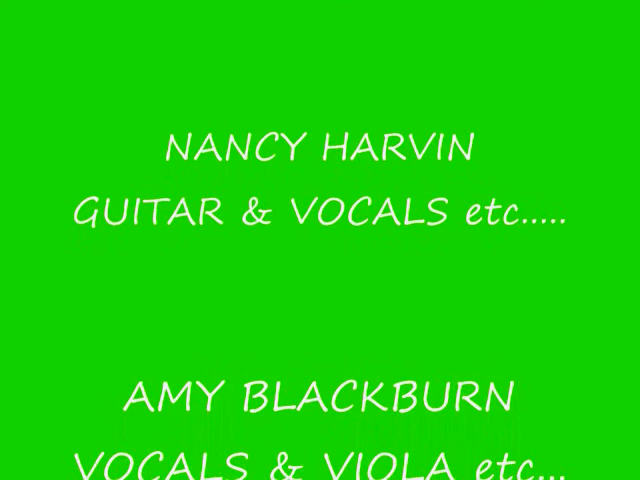 NANCY HARVIN
GUITAR & VOCALS etc.....
AMY BLACKBURN
VOCALS & VIOLA etc...